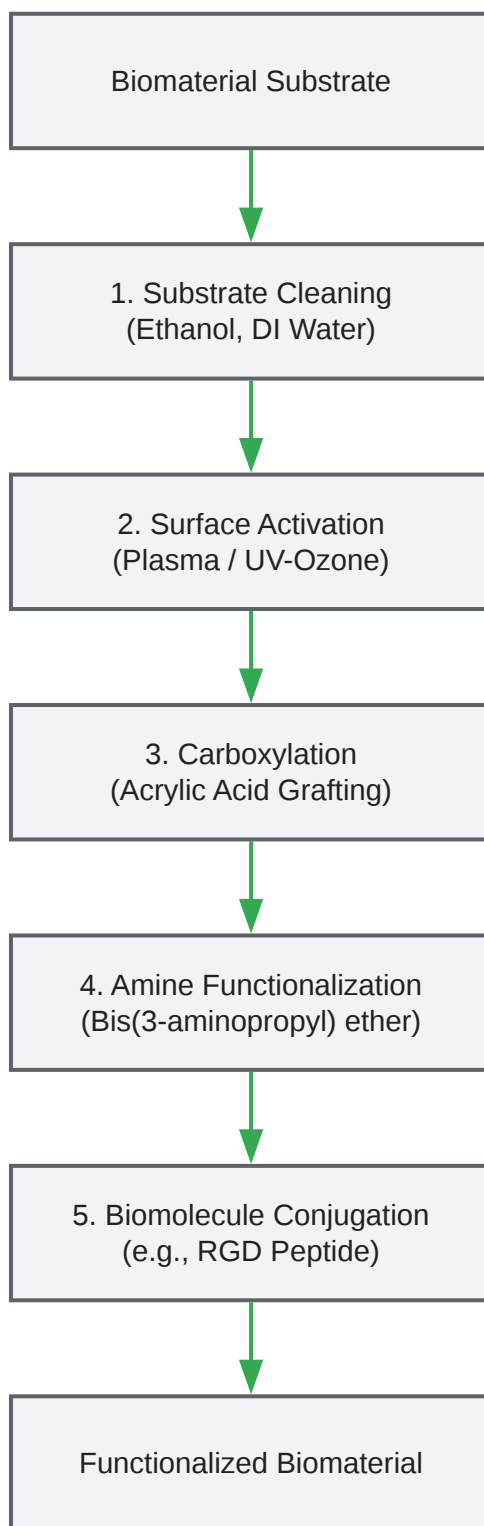 Biomaterial Substrate
1. Substrate Cleaning
(Ethanol, DI Water)
2. Surface Activation
(Plasma / UV-Ozone)
3. Carboxylation
(Acrylic Acid Grafting)
4. Amine Functionalization
(Bis(3-aminopropyl) ether)
5. Biomolecule Conjugation
(e.g., RGD Peptide)
Functionalized Biomaterial